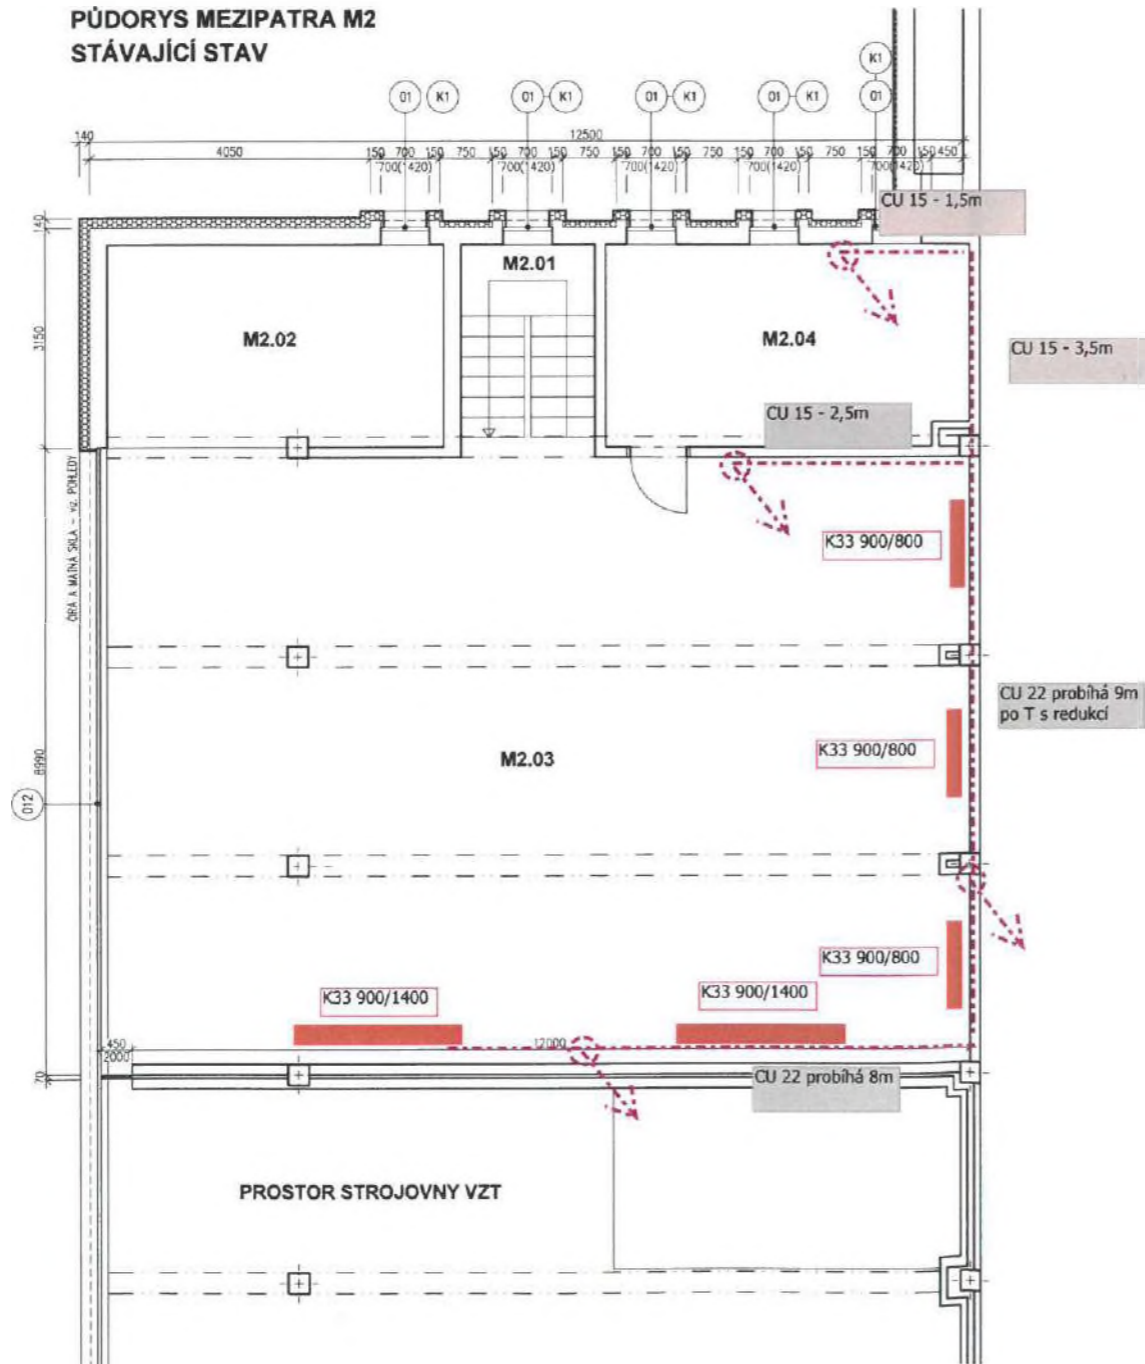 PŮDORYS MEZIPATRA M2
STÁVAJÍCÍ STAV
K1
01 K1 01 K1 01 K1 01 K1 01
140 12500
4050 150 700 150 750 150 700 150 750 150 700 150 750 150 700 150 750 150 700 150 450
700(1420) 700(1420) 700(1420) 700(1420) 700(1420)
140
CU 15 - 1,5m
M2.01
M2.02
M2.04
3150
CU 15 - 3,5m
CU 15 - 2,5m
ČIRÁ A MATNÁ SKLA - viz. POHLEDY
K33 900/800
CU 22 probíhá 9m
po T s redukcí
K33 900/800
M2.03
8990
012
K33 900/800
K33 900/1400
K33 900/1400
450
12000
2000
70
CU 22 probíhá 8m
PROSTOR STROJOVNY VZT